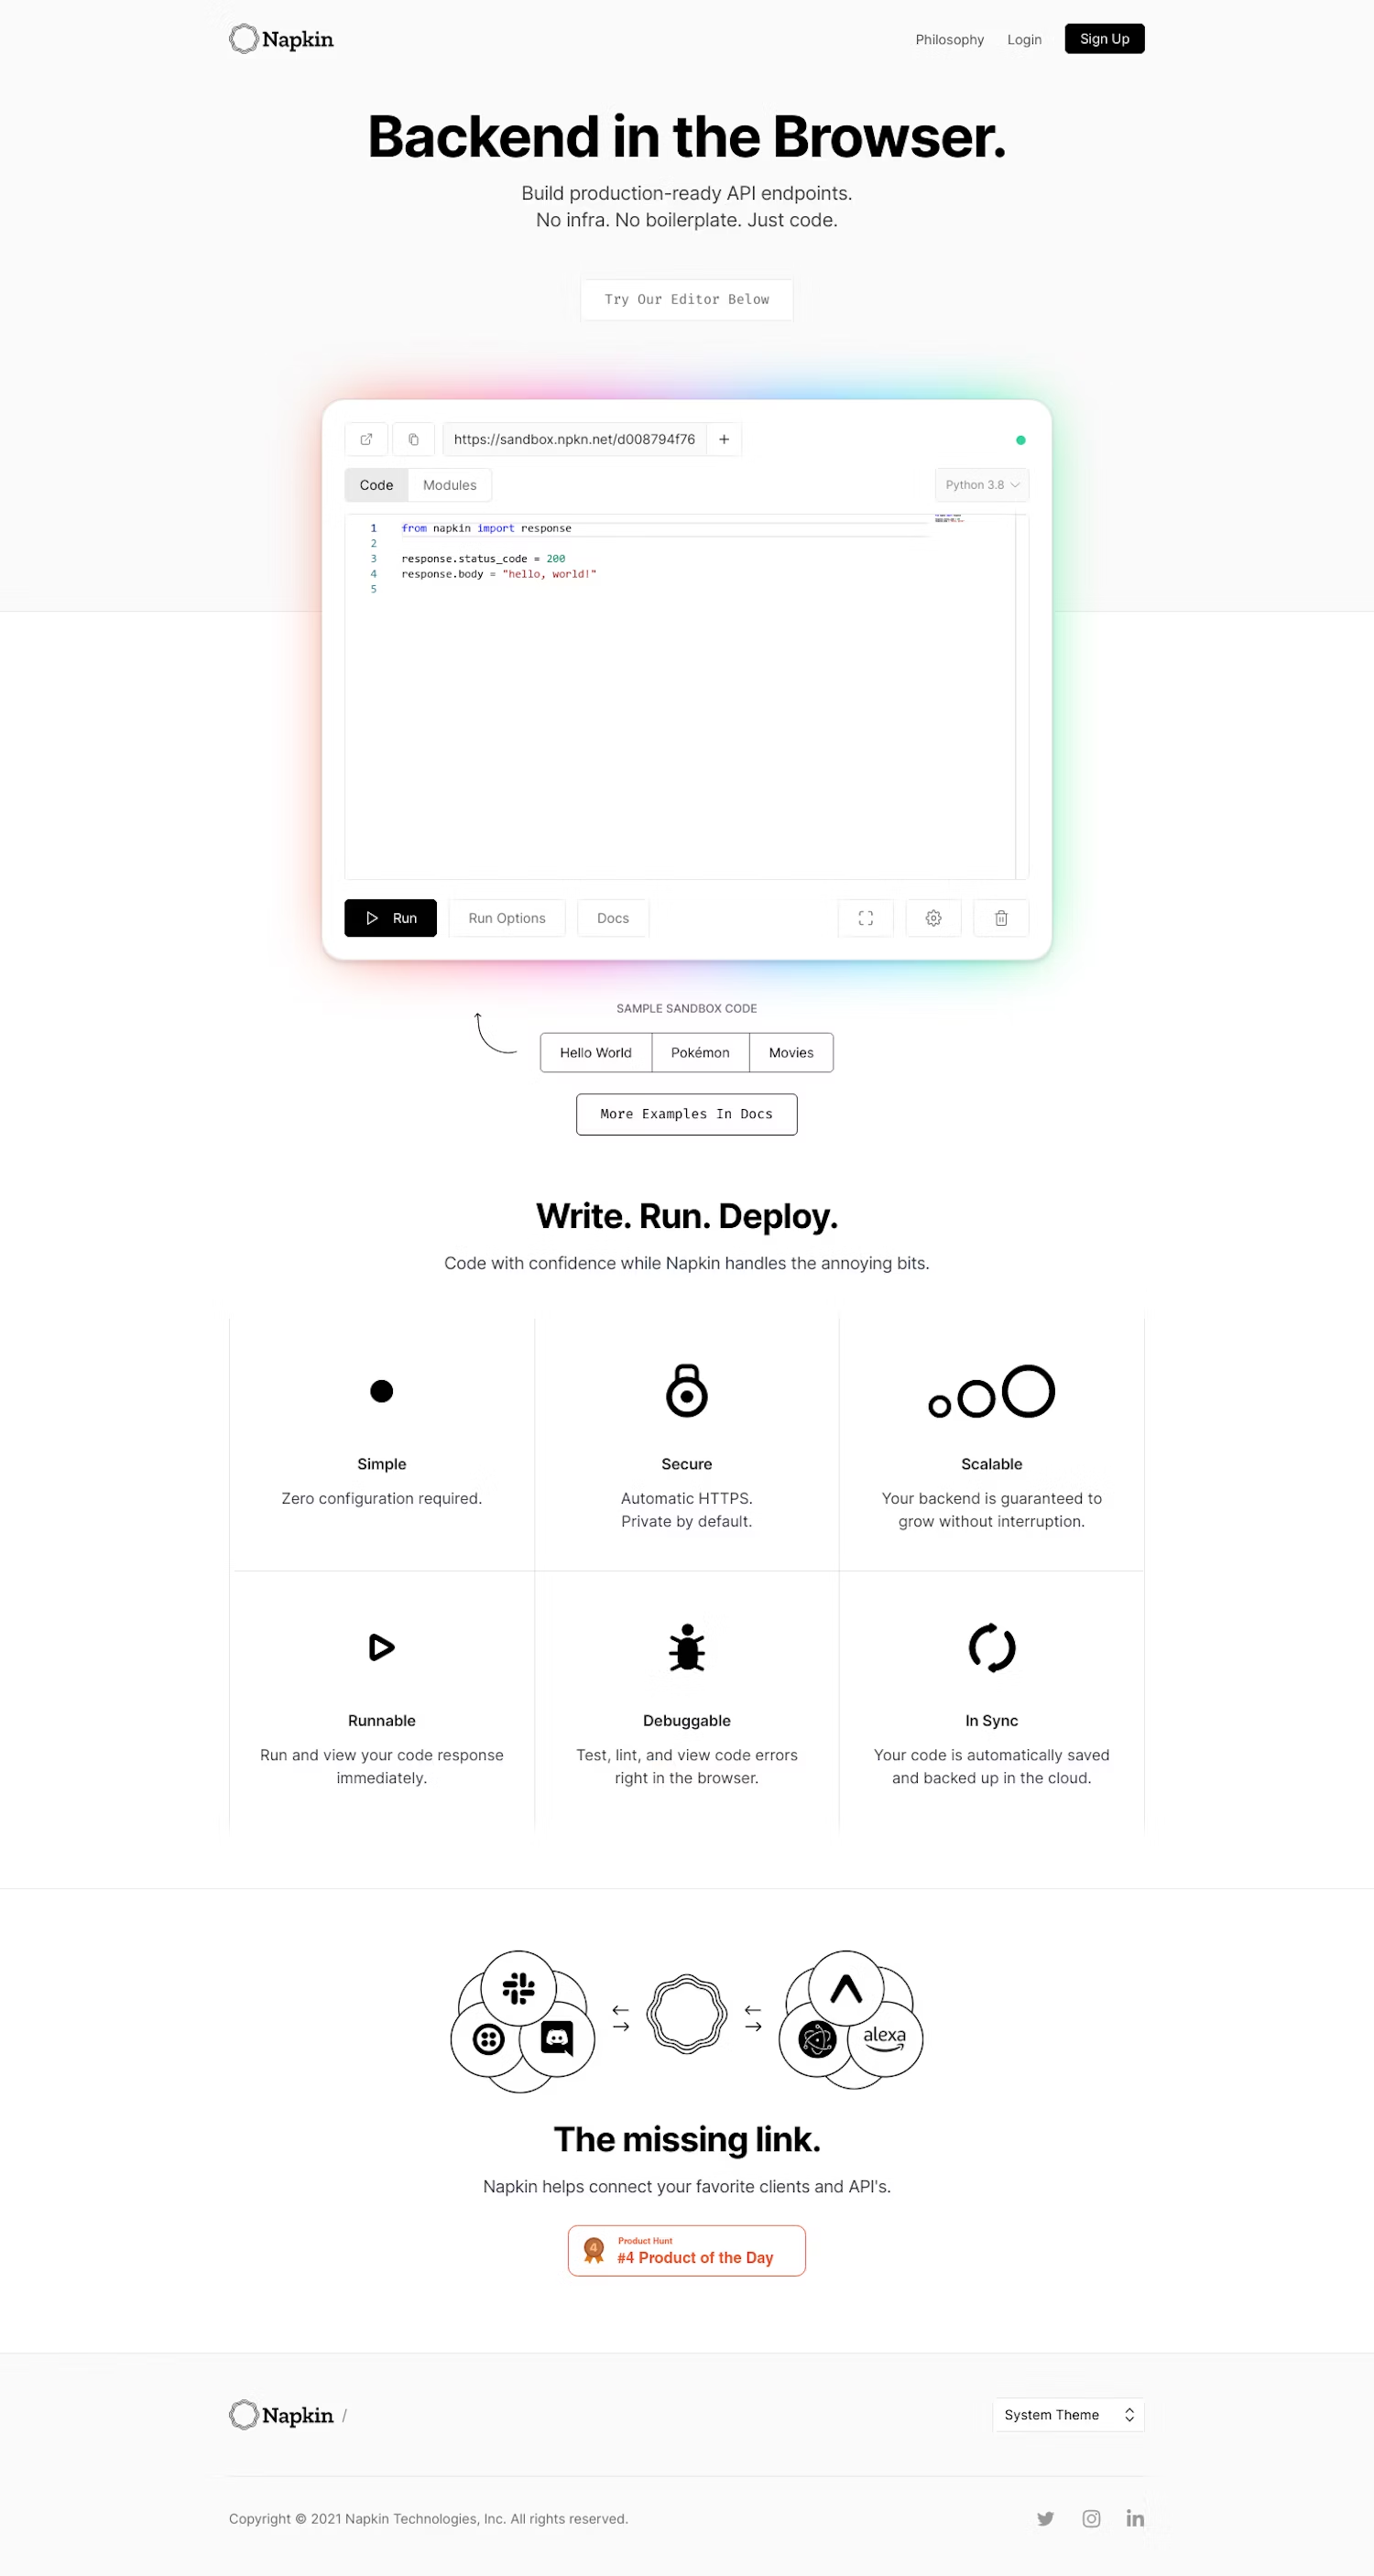 Napkin
Philosophy
Login
Sign Up
Backend in the Browser.
Build production-ready API endpoints.
No infra. No boilerplate. Just code.
Try Our Editor Below
https://sandbox.npkn.net/d008794f76
+
Code
Modules
Python 3.8
1 from napkin import response
2
3 response.status_code = 200
4 response.body = "hello, world!"
5
Run
Run Options
Docs
SAMPLE SANDBOX CODE
Hello World
Pokémon
Movies
More Examples In Docs
Write. Run. Deploy.
Code with confidence while Napkin handles the annoying bits.
Simple
Zero configuration required.
Secure
Automatic HTTPS.
Private by default.
Scalable
Your backend is guaranteed to
grow without interruption.
Runnable
Run and view your code response
immediately.
Debuggable
Test, lint, and view code errors
right in the browser.
In Sync
Your code is automatically saved
and backed up in the cloud.
alexa
The missing link.
Napkin helps connect your favorite clients and API's.
4
Product Hunt
#4 Product of the Day
Napkin /
System Theme
Copyright © 2021 Napkin Technologies, Inc. All rights reserved.
in